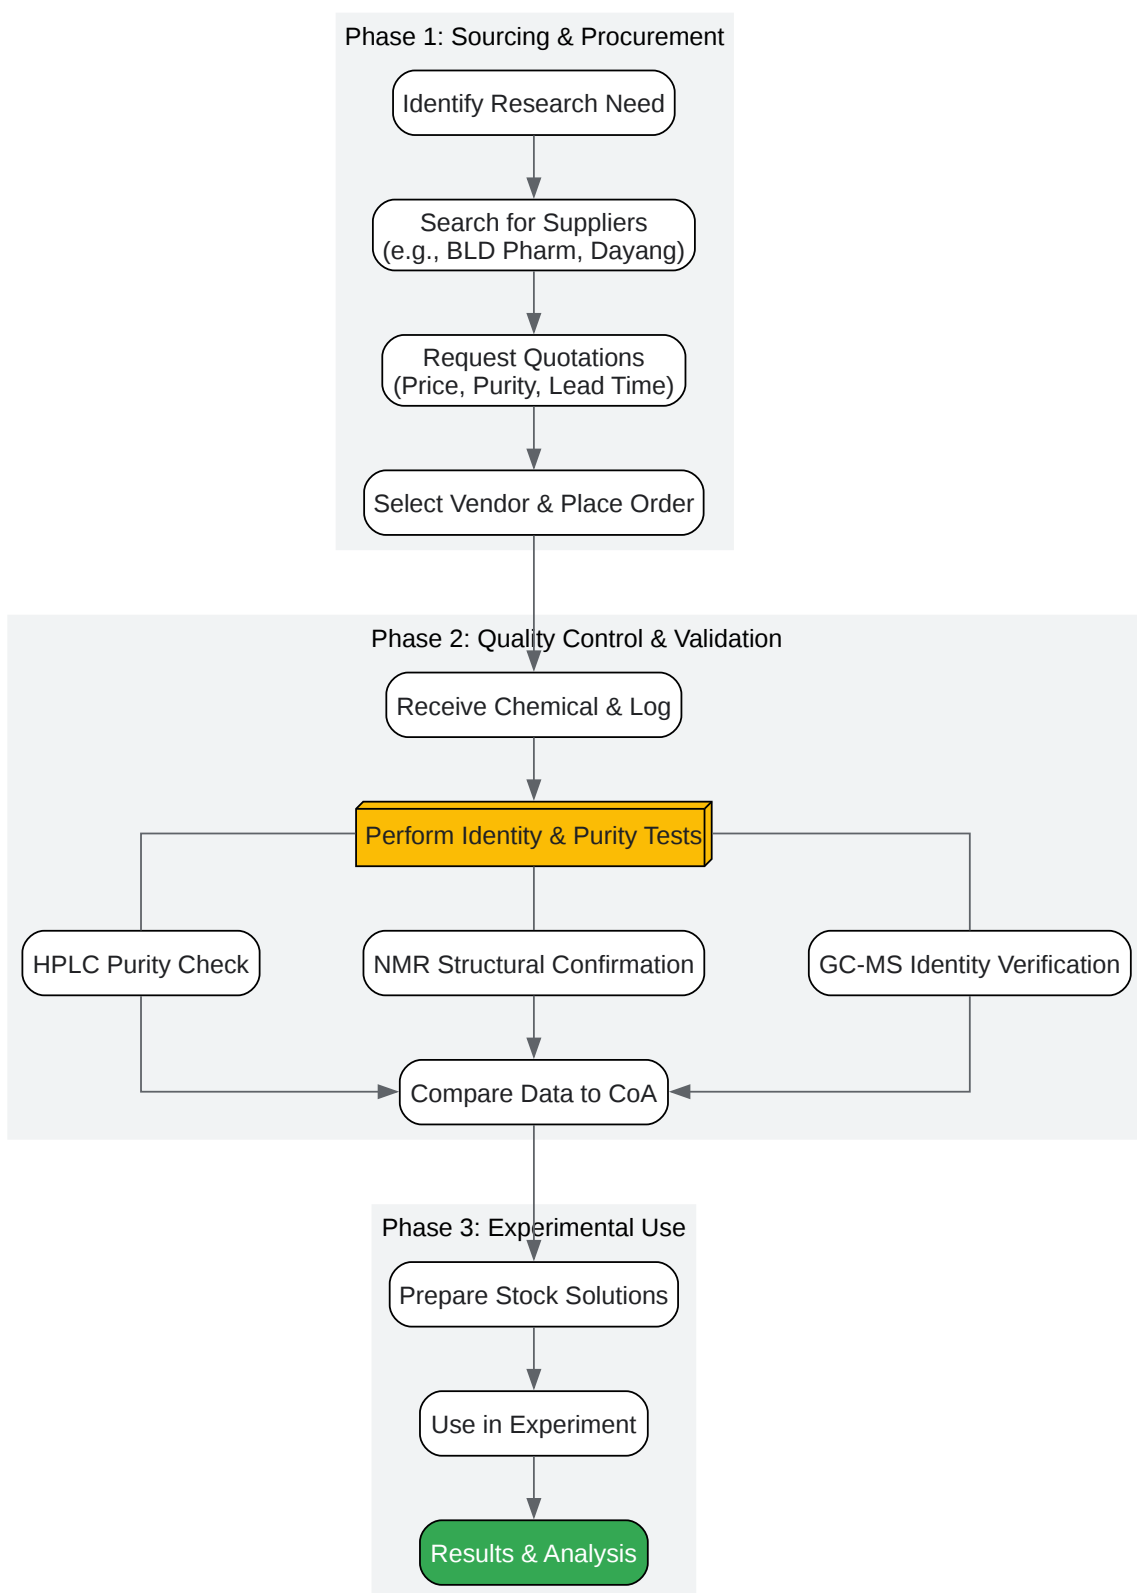 Phase 1: Sourcing & Procurement
Identify Research Need
Search for Suppliers
(e.g., BLD Pharm, Dayang)
Request Quotations
(Price, Purity, Lead Time)
Select Vendor & Place Order
Phase 2: Quality Control & Validation
Receive Chemical & Log
Perform Identity & Purity Tests
HPLC Purity Check
NMR Structural Confirmation
GC-MS Identity Verification
Compare Data to CoA
Phase 3: Experimental Use
Prepare Stock Solutions
Use in Experiment
Results & Analysis